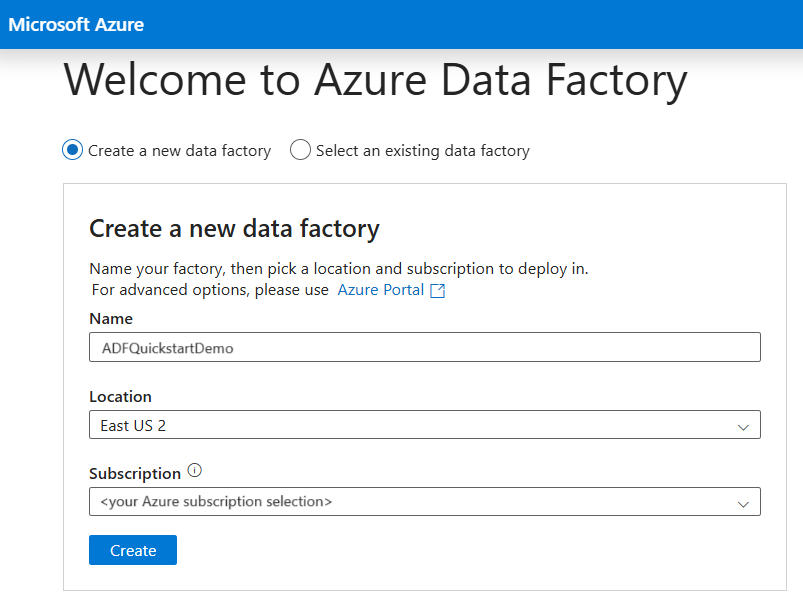 Microsoft Azure
Welcome to Azure Data Factory
Create a new data factory Select an existing data factory
Create a new data factory
Name your factory, then pick a location and subscription to deploy in.
For advanced options, please use Azure Portal
Name
ADFQuickstartDemo
Location
East US 2
Subscription
<your Azure subscription selection>
Create